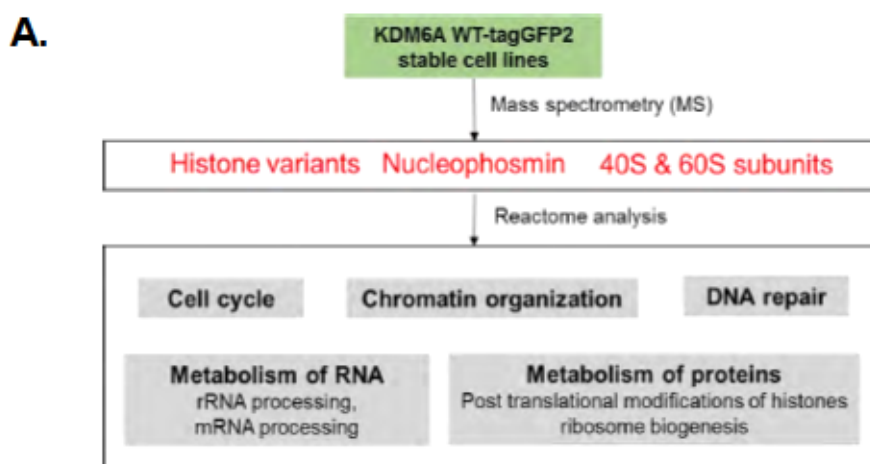 A.
KDM6A WT-tagGFP2
stable cell lines
Mass spectrometry (MS)
Histone variants Nucleophosmin 40S & 60S subunits
Reactome analysis
Cell cycle Chromatin organization DNA repair
Metabolism of RNA
rRNA processing,
mRNA processing
Metabolism of proteins
Post translational modifications of histones
ribosome biogenesis